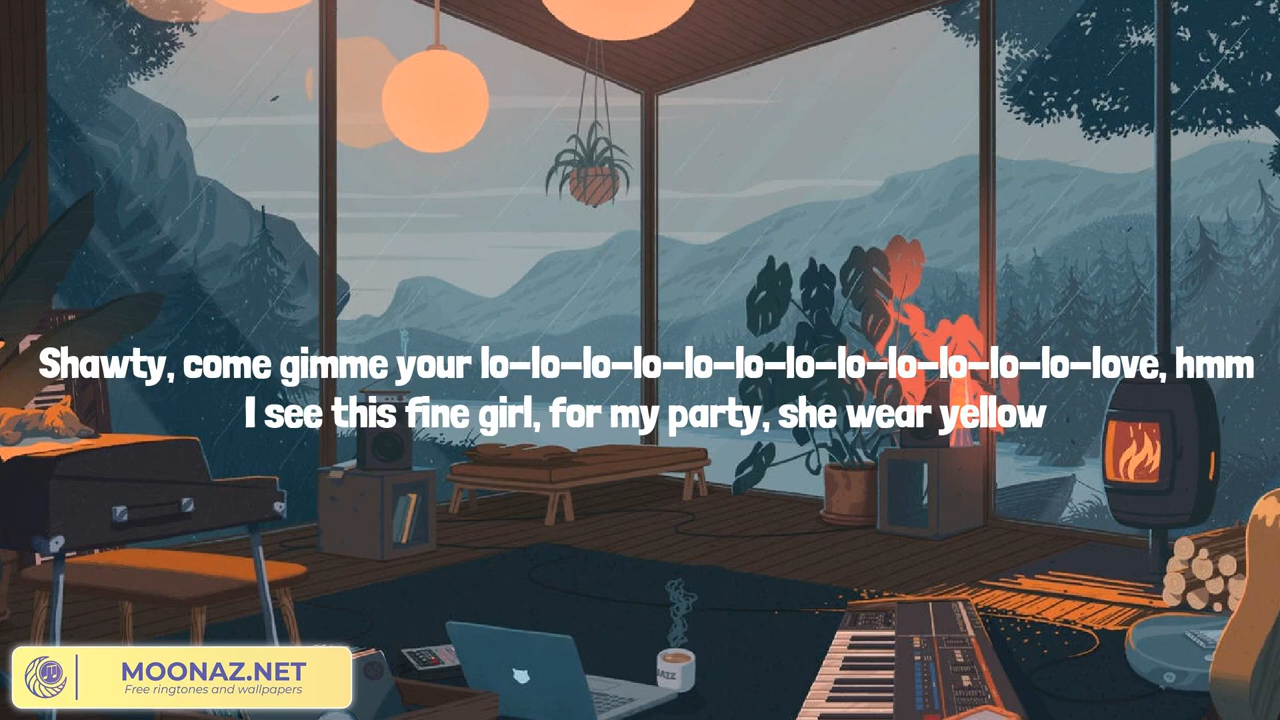 Shawty, come gimme your lo-lo-lo-lo-lo-lo-lo-lo-lo-lo-lo-love, hmm
I see this fine girl, for my party, she wear yellow
JAZZ
MOONAZ.NET
Free ringtones and wallpapers